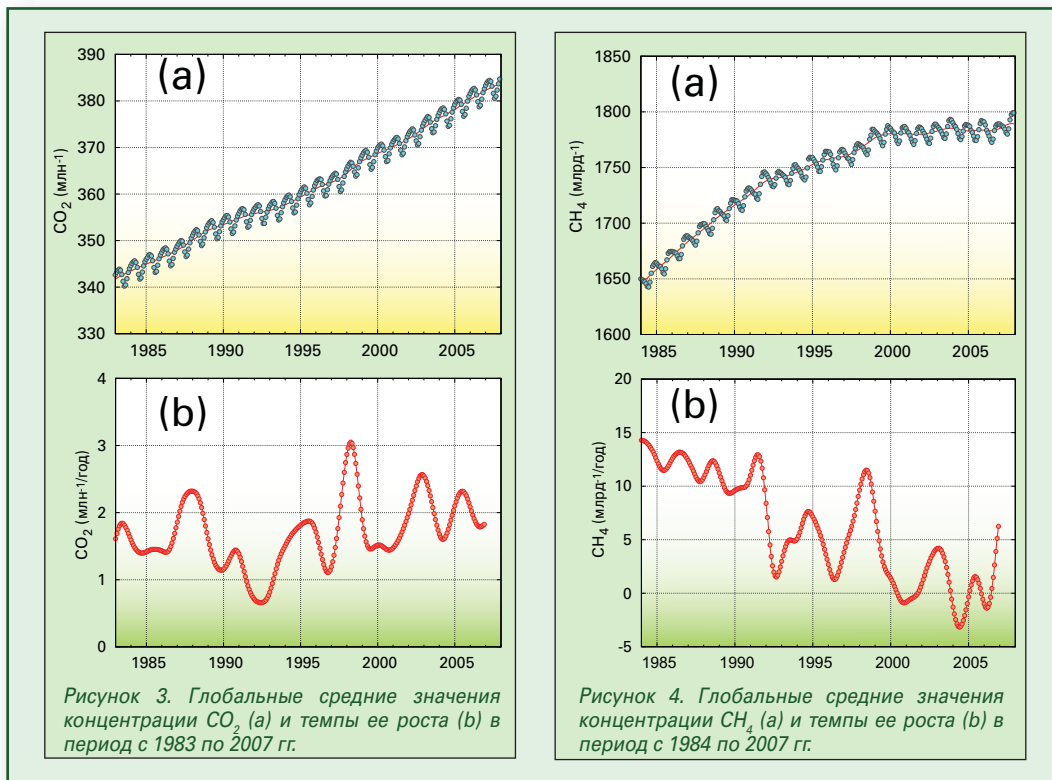 (a)
CO₂ (млн⁻¹)
390
380
370
360
350
340
330
1985 1990 1995 2000 2005
(b)
CO₂ (млн⁻¹/год)
4
3
2
1
0
1985 1990 1995 2000 2005
Рисунок 3. Глобальные средние значения
концентрации CO₂ (a) и темпы ее роста (b) в
период с 1983 по 2007 гг.
(a)
CH₄ (млрд⁻¹)
1850
1800
1750
1700
1650
1600
1985 1990 1995 2000 2005
(b)
CH₄ (млрд⁻¹/год)
20
15
10
5
0
-5
1985 1990 1995 2000 2005
Рисунок 4. Глобальные средние значения
концентрации CH₄ (a) и темпы ее роста (b) в
период с 1984 по 2007 гг.